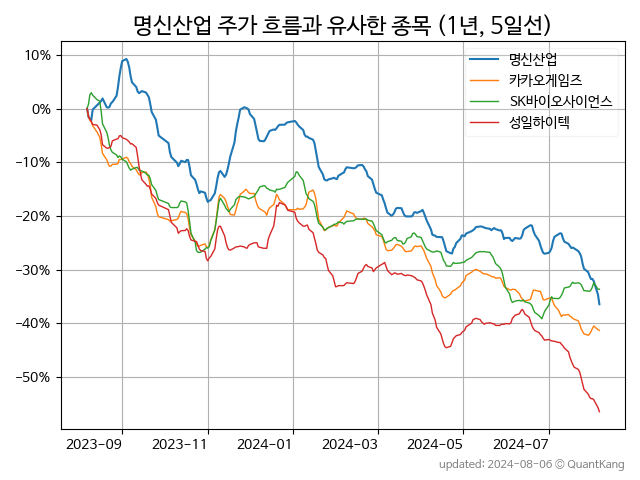 명신산업 주가 흐름과 유사한 종목 (1년, 5일선)
명신산업
카카오게임즈
SK바이오사이언스
성일하이텍
10%
0%
−10%
−20%
−30%
−40%
−50%
2023-09
2023-11
2024-01
2024-03
2024-05
2024-07
updated: 2024-08-06 © QuantKang